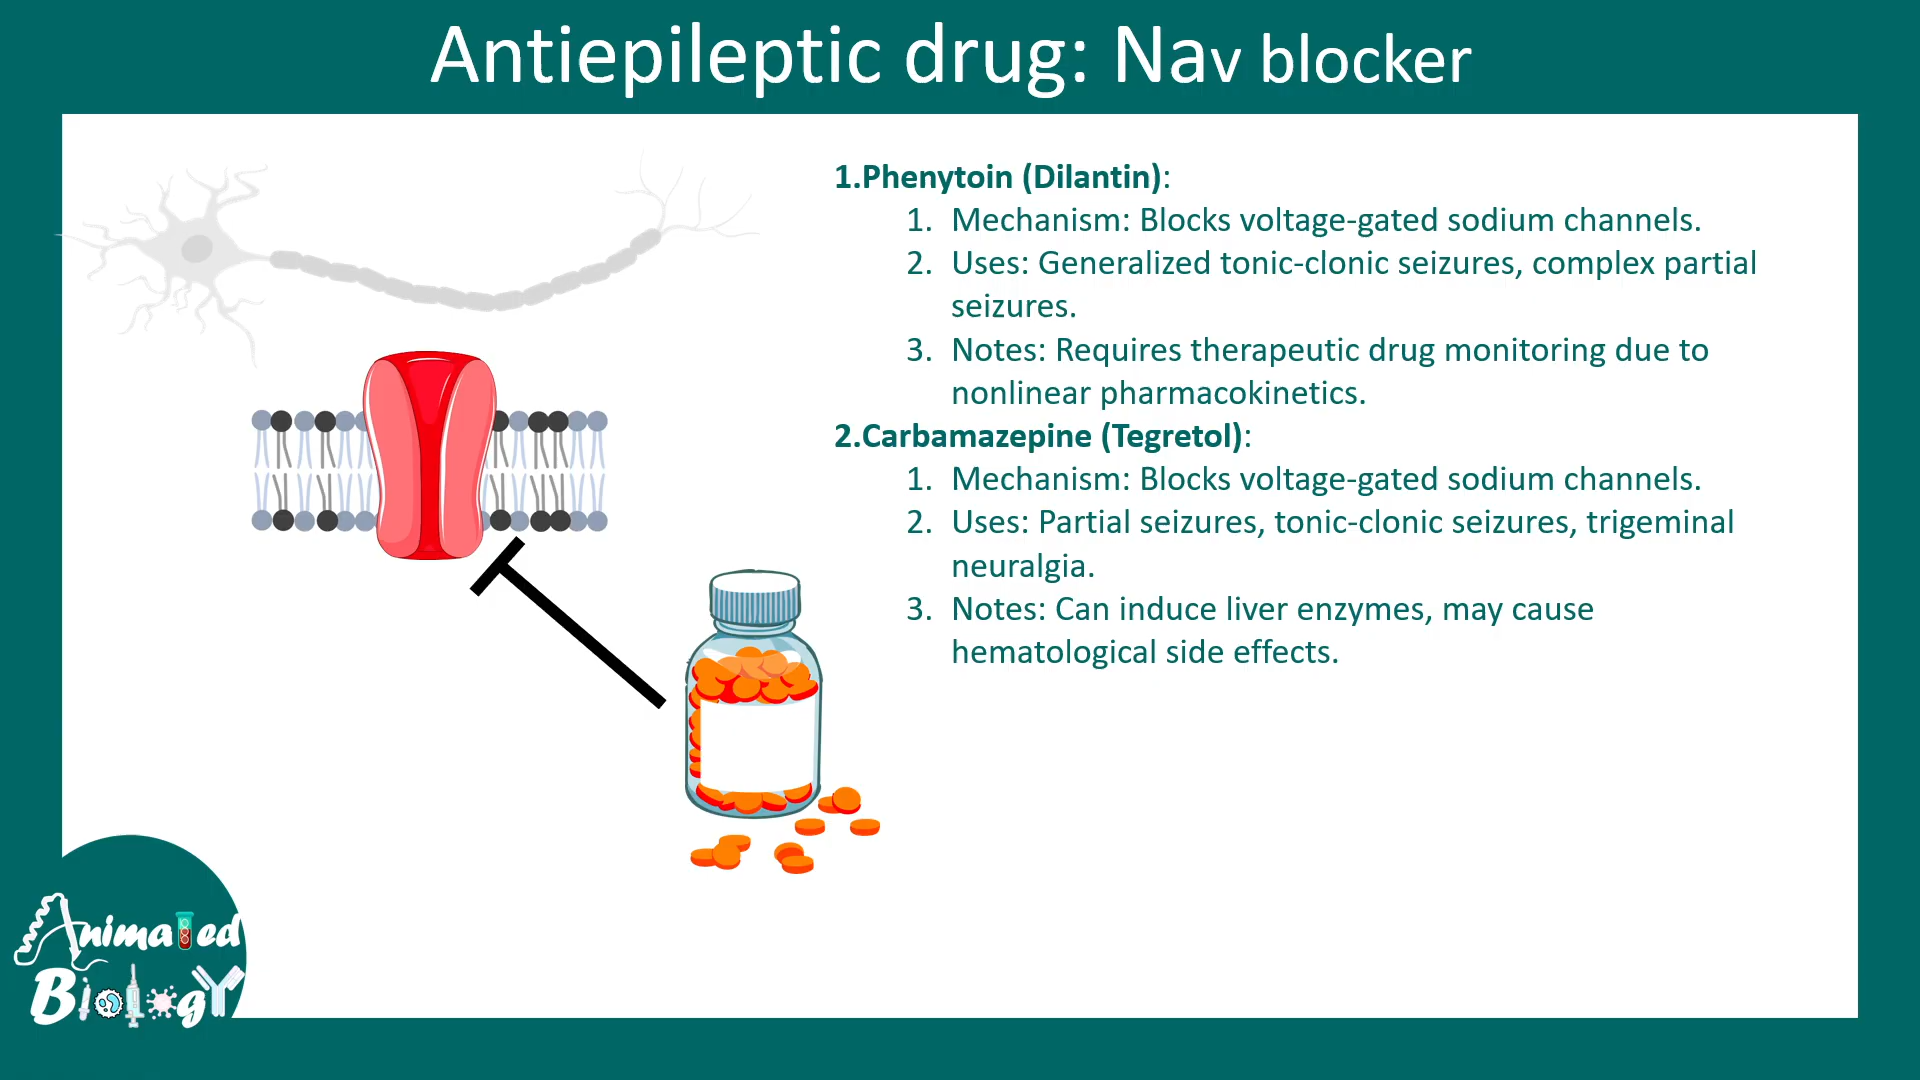 Antiepileptic drug: Nav blocker
1.Phenytoin (Dilantin):
1. Mechanism: Blocks voltage-gated sodium channels.
2. Uses: Generalized tonic-clonic seizures, complex partial
seizures.
3. Notes: Requires therapeutic drug monitoring due to
nonlinear pharmacokinetics.
2.Carbamazepine (Tegretol):
1. Mechanism: Blocks voltage-gated sodium channels.
2. Uses: Partial seizures, tonic-clonic seizures, trigeminal
neuralgia.
3. Notes: Can induce liver enzymes, may cause
hematological side effects.
Animated
Biology